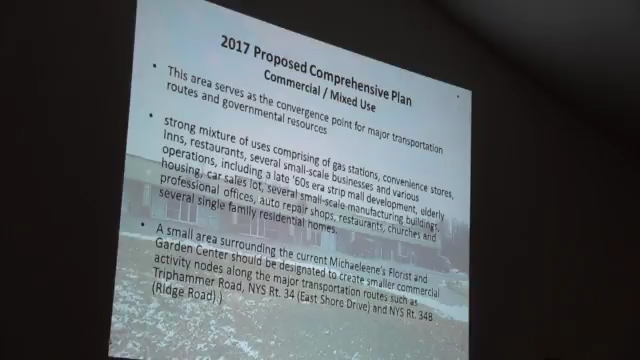 2017 Proposed Comprehensive Plan
Commercial / Mixed Use
• This area serves as the convergence point for major transportation
routes and governmental resources
• strong mixture of uses comprising of gas stations, convenience stores,
Inns, restaurants, several small-scale businesses and various
operations, including a late '60s era strip mall development, elderly
housing, car sales lot, several small-scale manufacturing buildings,
professional offices, auto repair shops, restaurants, churches and
several single family residential homes.
• A small area surrounding the current Michaeleene's Florist and
Garden Center should be designated to create smaller commercial
activity nodes along the major transportation routes such as
Triphammer Road, NYS Rt. 34 (East Shore Drive) and NYS Rt. 34B
(Ridge Road).)